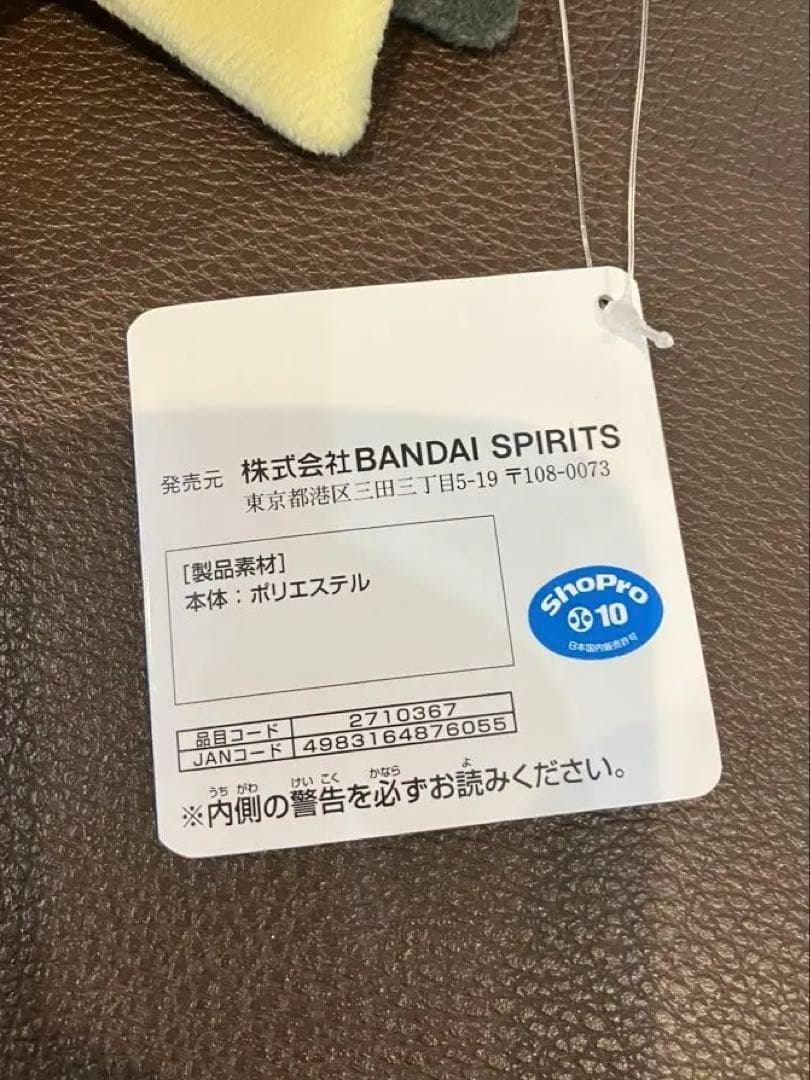 発売元 株式会社BANDAI SPIRITS
東京都港区三田三丁目5-19 〒108-0073
[製品素材]
本体：ポリエステル
ShoPro
10
日本国内販売許可
品目コード 2710367
JANコード 4983164876055
※内側の警告を必ずお読みください。